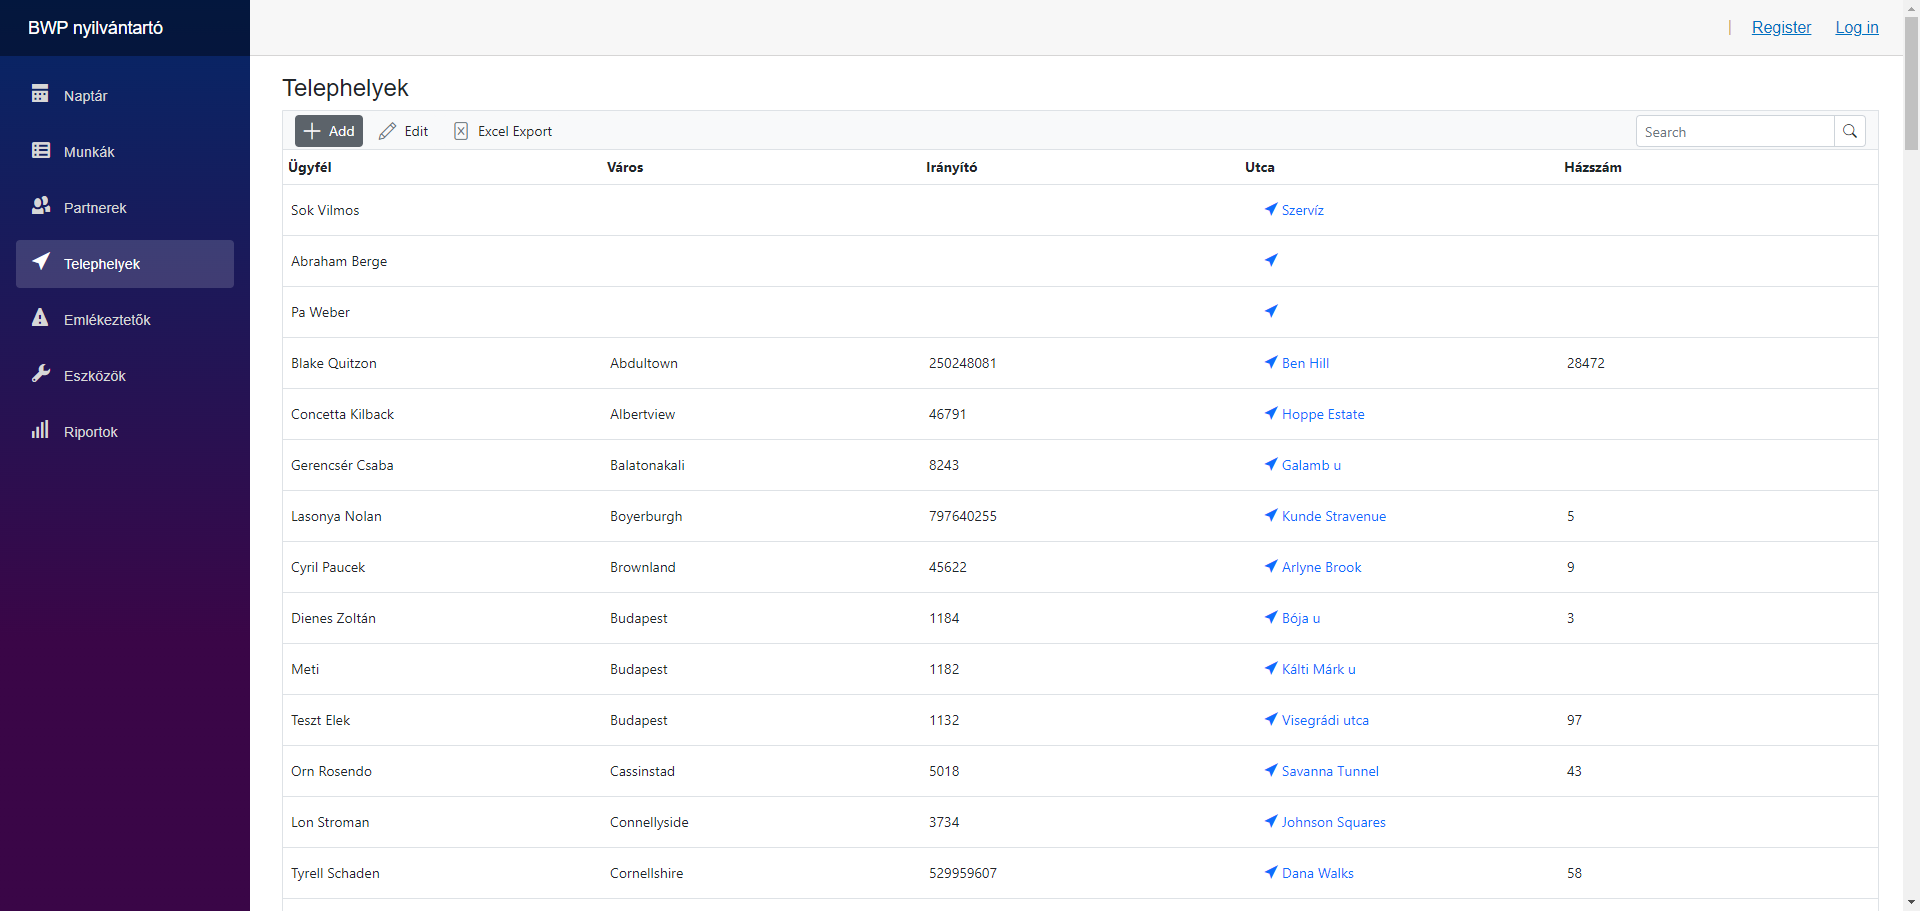 BWP nyilvántartó
| Register Log in
Naptár
Munkák
Partnerek
Telephelyek
Emlékeztetők
Eszközök
Riportok
Telephelyek
Add Edit Excel Export Search
Ügyfél Város Irányító Utca Házszám
Sok Vilmos Szervíz
Abraham Berge
Pa Weber
Blake Quitzon Abdultown 250248081 Ben Hill 28472
Concetta Kilback Albertview 46791 Hoppe Estate
Gerencsér Csaba Balatonakali 8243 Galamb u
Lasonya Nolan Boyerburgh 797640255 Kunde Stravenue 5
Cyril Paucek Brownland 45622 Arlyne Brook 9
Dienes Zoltán Budapest 1184 Bója u 3
Meti Budapest 1182 Kálti Márk u
Teszt Elek Budapest 1132 Visegrádi utca 97
Orn Rosendo Cassinstad 5018 Savanna Tunnel 43
Lon Stroman Connellyside 3734 Johnson Squares
Tyrell Schaden Cornellshire 529959607 Dana Walks 58